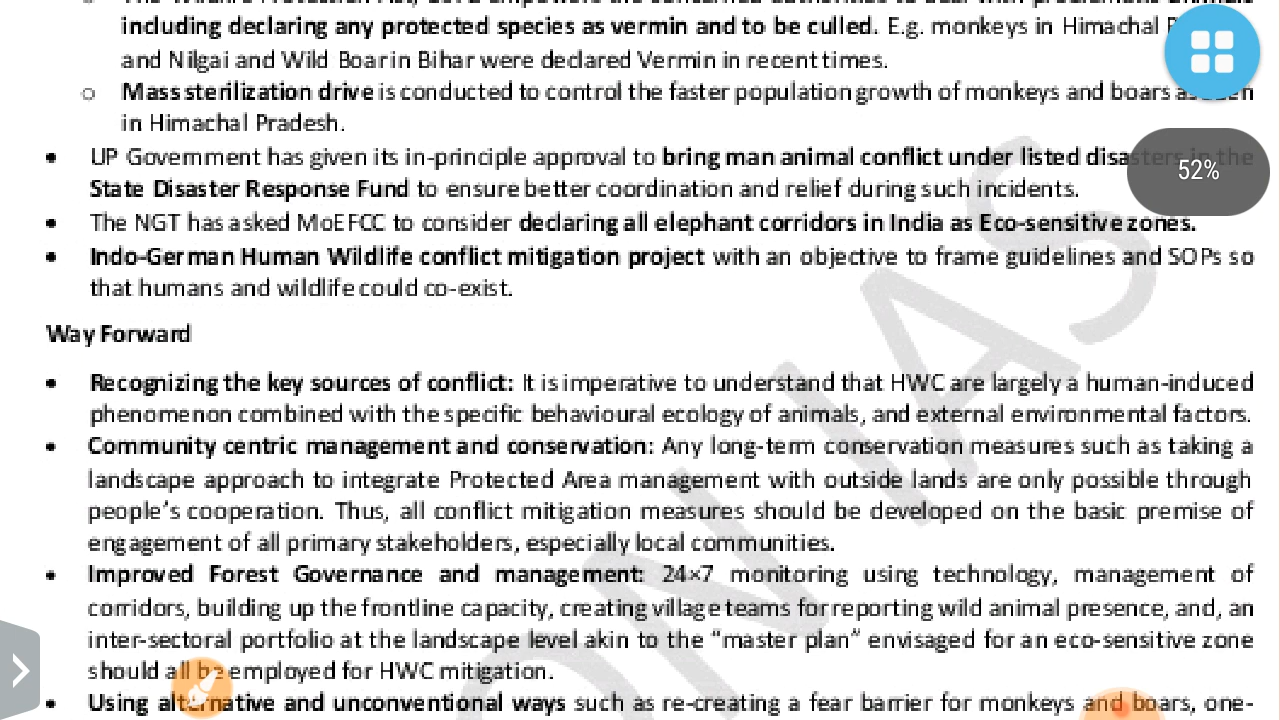 including declaring any protected species as vermin and to be culled. E.g. monkeys in Himachal
and Nilgai and Wild Boar in Bihar were declared Vermin in recent times.
o Mass sterilization drive is conducted to control the faster population growth of monkeys and boars
in Himachal Pradesh.
• UP Government has given its in-principle approval to bring man animal conflict under listed disasters in the
52%
State Disaster Response Fund to ensure better coordination and relief during such incidents.
• The NGT has asked MoEFCC to consider declaring all elephant corridors in India as Eco-sensitive zones.
• Indo-German Human Wildlife conflict mitigation project with an objective to frame guidelines and SOPs so
that humans and wildlife could co-exist.
Way Forward
• Recognizing the key sources of conflict: It is imperative to understand that HWC are largely a human-induced
phenomenon combined with the specific behavioural ecology of animals, and external environmental factors.
• Community centric management and conservation: Any long-term conservation measures such as taking a
landscape approach to integrate Protected Area management with outside lands are only possible through
people's cooperation. Thus, all conflict mitigation measures should be developed on the basic premise of
engagement of all primary stakeholders, especially local communities.
• Improved Forest Governance and management: 24×7 monitoring using technology, management of
corridors, building up the frontline capacity, creating village teams for reporting wild animal presence, and, an
inter-sectoral portfolio at the landscape level akin to the “master plan” envisaged for an eco-sensitive zone
should all be employed for HWC mitigation.
• Using alternative and unconventional ways such as re-creating a fear barrier for monkeys and boars, one-
IAS